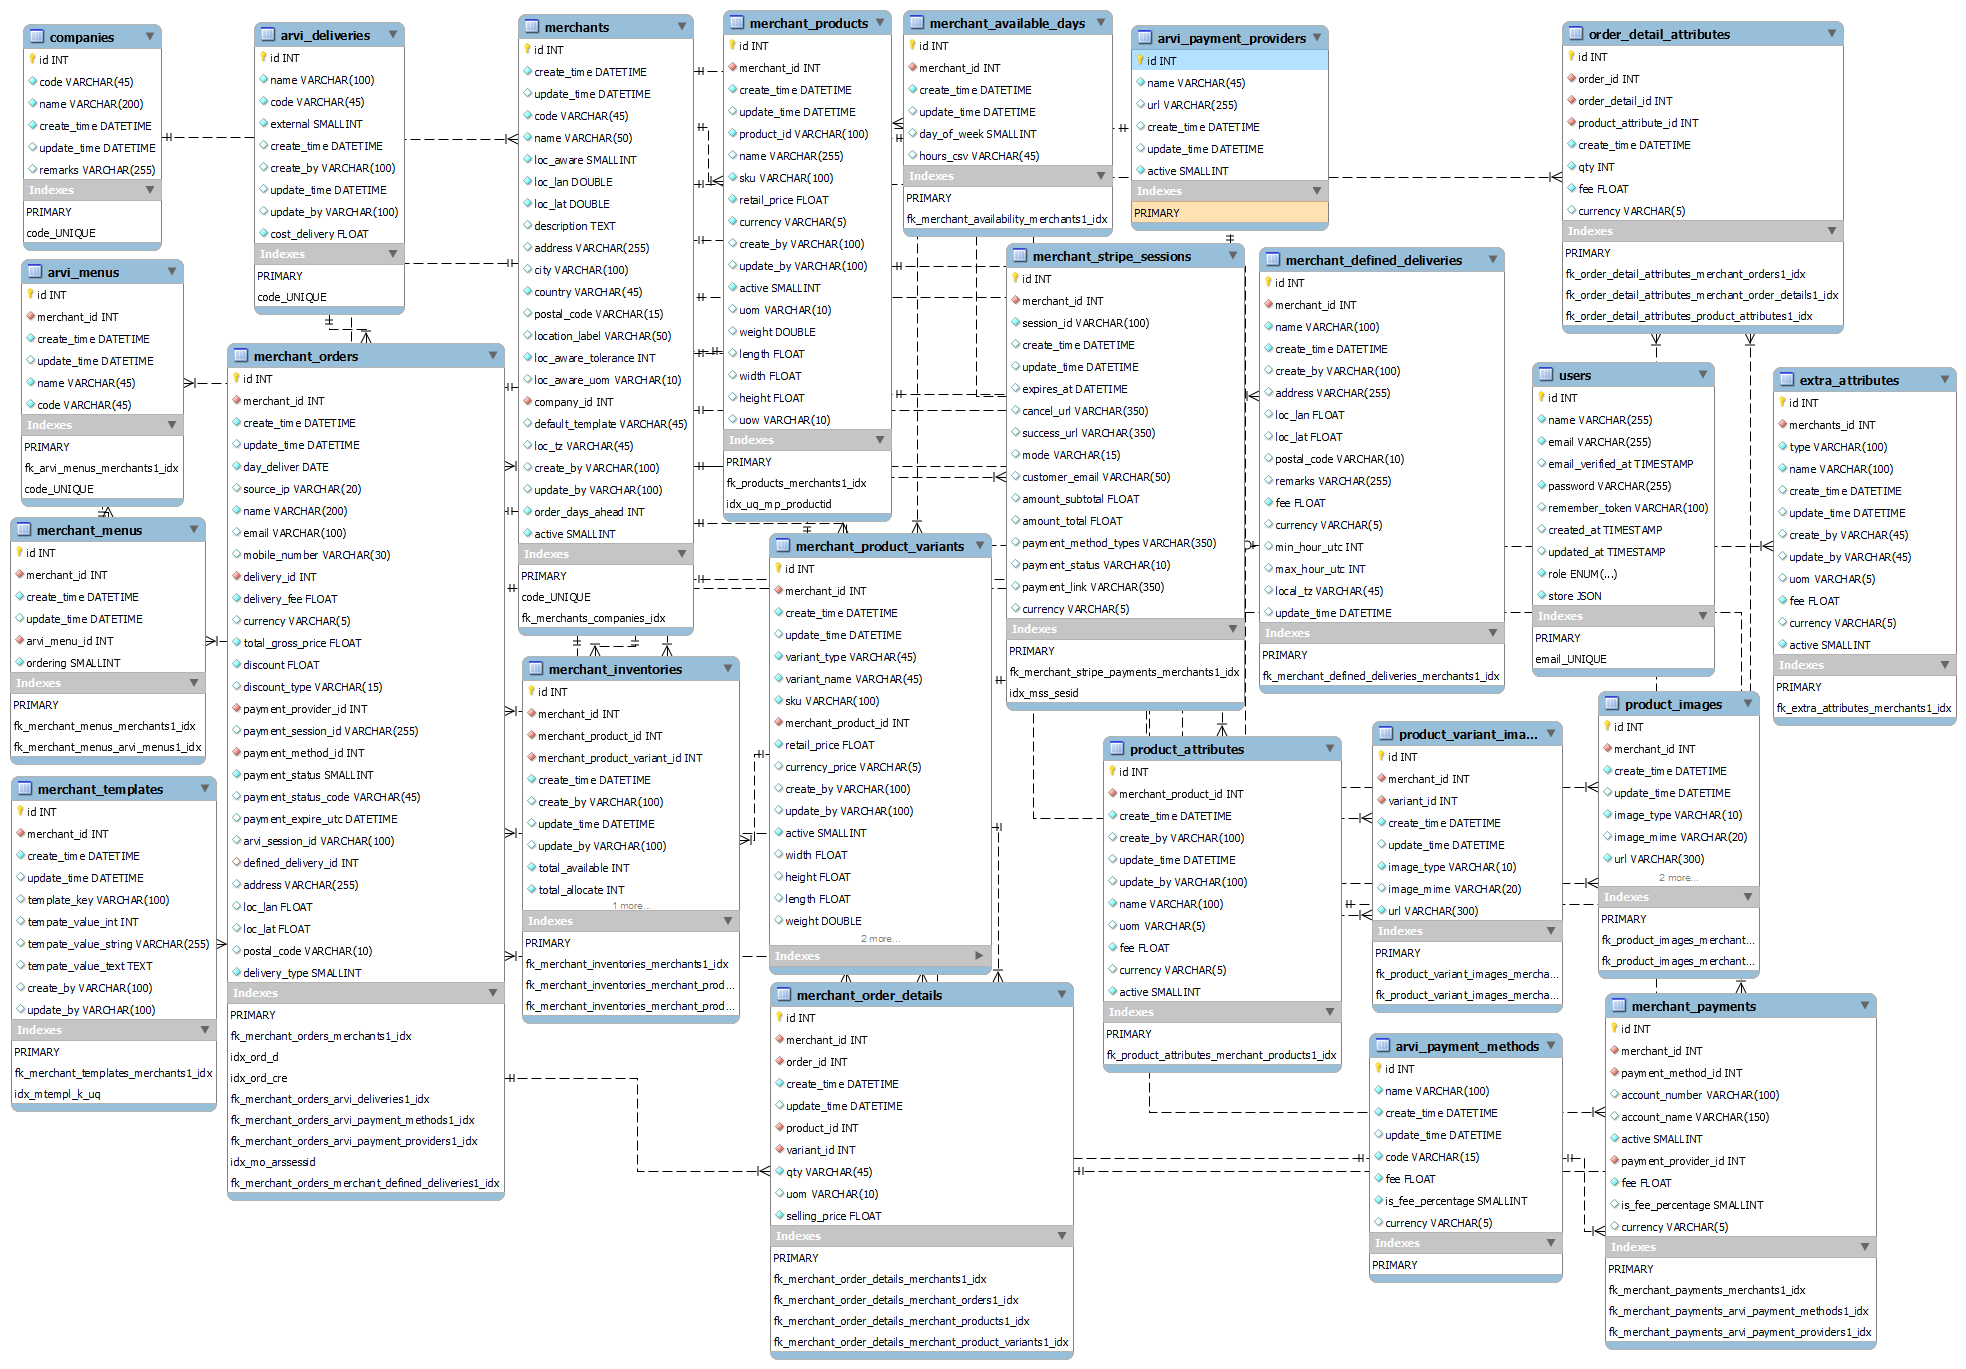 companies
id INT
code VARCHAR(45)
name VARCHAR(200)
create_time DATETIME
update_time DATETIME
remarks VARCHAR(255)
Indexes
PRIMARY
code_UNIQUE
arvi_deliveries
id INT
name VARCHAR(100)
code VARCHAR(45)
external SMALLINT
create_time DATETIME
create_by VARCHAR(100)
update_time DATETIME
update_by VARCHAR(100)
cost_delivery FLOAT
Indexes
PRIMARY
code_UNIQUE
merchants
id INT
create_time DATETIME
update_time DATETIME
code VARCHAR(45)
name VARCHAR(50)
loc_aware SMALLINT
loc_lan DOUBLE
loc_lat DOUBLE
description TEXT
address VARCHAR(255)
city VARCHAR(100)
country VARCHAR(45)
postal_code VARCHAR(15)
location_label VARCHAR(50)
loc_aware_tolerance INT
loc_aware_uom VARCHAR(10)
company_id INT
default_template VARCHAR(45)
loc_tz VARCHAR(45)
create_by VARCHAR(100)
update_by VARCHAR(100)
order_days_ahead INT
active SMALLINT
Indexes
PRIMARY
code_UNIQUE
fk_merchants_companies_idx
merchant_products
id INT
merchant_id INT
create_time DATETIME
update_time DATETIME
product_id VARCHAR(100)
name VARCHAR(255)
sku VARCHAR(100)
retail_price FLOAT
currency VARCHAR(5)
create_by VARCHAR(100)
update_by VARCHAR(100)
active SMALLINT
uom VARCHAR(10)
weight DOUBLE
length FLOAT
width FLOAT
height FLOAT
uow VARCHAR(10)
Indexes
PRIMARY
fk_products_merchants1_idx
idx_uq_mp_productid
merchant_available_days
id INT
merchant_id INT
create_time DATETIME
update_time DATETIME
day_of_week SMALLINT
hours_csv VARCHAR(45)
Indexes
PRIMARY
fk_merchant_availability_merchants1_idx
arvi_payment_providers
id INT
name VARCHAR(45)
url VARCHAR(255)
create_time DATETIME
update_time DATETIME
active SMALLINT
Indexes
PRIMARY
order_detail_attributes
id INT
order_id INT
order_detail_id INT
product_attribute_id INT
create_time DATETIME
qty INT
fee FLOAT
currency VARCHAR(5)
Indexes
PRIMARY
fk_order_detail_attributes_merchant_orders1_idx
fk_order_detail_attributes_merchant_order_details1_idx
fk_order_detail_attributes_product_attributes1_idx
arvi_menus
id INT
merchant_id INT
create_time DATETIME
update_time DATETIME
name VARCHAR(45)
code VARCHAR(45)
Indexes
PRIMARY
fk_arvi_menus_merchants1_idx
code_UNIQUE
merchant_orders
id INT
merchant_id INT
create_time DATETIME
update_time DATETIME
day_deliver DATE
source_ip VARCHAR(20)
name VARCHAR(200)
email VARCHAR(100)
mobile_number VARCHAR(30)
delivery_id INT
delivery_fee FLOAT
currency VARCHAR(5)
total_gross_price FLOAT
discount FLOAT
discount_type VARCHAR(15)
payment_provider_id INT
payment_session_id VARCHAR(255)
payment_method_id INT
payment_status SMALLINT
payment_status_code VARCHAR(45)
payment_expire_utc DATETIME
arvi_session_id VARCHAR(100)
defined_delivery_id INT
address VARCHAR(255)
loc_lan FLOAT
loc_lat FLOAT
postal_code VARCHAR(10)
delivery_type SMALLINT
Indexes
PRIMARY
fk_merchant_orders_merchants1_idx
idx_ord_d
idx_ord_cre
fk_merchant_orders_arvi_deliveries1_idx
fk_merchant_orders_arvi_payment_methods1_idx
fk_merchant_orders_arvi_payment_providers1_idx
idx_mo_arssessid
fk_merchant_orders_merchant_defined_deliveries1_idx
merchant_stripe_sessions
id INT
merchant_id INT
session_id VARCHAR(100)
create_time DATETIME
update_time DATETIME
expires_at DATETIME
cancel_url VARCHAR(350)
success_url VARCHAR(350)
mode VARCHAR(15)
customer_email VARCHAR(50)
amount_subtotal FLOAT
amount_total FLOAT
payment_method_types VARCHAR(350)
payment_status VARCHAR(10)
payment_link VARCHAR(350)
currency VARCHAR(5)
Indexes
PRIMARY
fk_merchant_stripe_payments_merchants1_idx
idx_mss_sesid
merchant_defined_deliveries
id INT
merchant_id INT
name VARCHAR(100)
create_time DATETIME
create_by VARCHAR(100)
address VARCHAR(255)
loc_lan FLOAT
loc_lat FLOAT
postal_code VARCHAR(10)
remarks VARCHAR(255)
fee FLOAT
currency VARCHAR(5)
min_hour_utc INT
max_hour_utc INT
local_tz VARCHAR(45)
update_time DATETIME
Indexes
PRIMARY
fk_merchant_defined_deliveries_merchants1_idx
users
id INT
name VARCHAR(255)
email VARCHAR(255)
email_verified_at TIMESTAMP
password VARCHAR(255)
remember_token VARCHAR(100)
created_at TIMESTAMP
updated_at TIMESTAMP
role ENUM(...)
store JSON
Indexes
PRIMARY
email_UNIQUE
extra_attributes
id INT
merchants_id INT
type VARCHAR(100)
name VARCHAR(100)
create_time DATETIME
update_time DATETIME
create_by VARCHAR(45)
update_by VARCHAR(45)
uom VARCHAR(5)
fee FLOAT
currency VARCHAR(5)
active SMALLINT
Indexes
PRIMARY
fk_extra_attributes_merchants1_idx
merchant_menus
id INT
merchant_id INT
create_time DATETIME
update_time DATETIME
arvi_menu_id INT
ordering SMALLINT
Indexes
PRIMARY
fk_merchant_menus_merchants1_idx
fk_merchant_menus_arvi_menus1_idx
merchant_templates
id INT
merchant_id INT
create_time DATETIME
update_time DATETIME
template_key VARCHAR(100)
tempate_value_int INT
tempate_value_string VARCHAR(255)
tempate_value_text TEXT
create_by VARCHAR(100)
update_by VARCHAR(100)
Indexes
PRIMARY
fk_merchant_templates_merchants1_idx
idx_mtempl_k_uq
merchant_inventories
id INT
merchant_id INT
merchant_product_id INT
merchant_product_variant_id INT
create_time DATETIME
create_by VARCHAR(100)
update_time DATETIME
update_by VARCHAR(100)
total_available INT
total_allocate INT
1 more...
Indexes
PRIMARY
fk_merchant_inventories_merchants1_idx
fk_merchant_inventories_merchant_prod...
fk_merchant_inventories_merchant_prod...
merchant_product_variants
id INT
merchant_id INT
create_time DATETIME
update_time DATETIME
variant_type VARCHAR(45)
variant_name VARCHAR(45)
sku VARCHAR(100)
merchant_product_id INT
retail_price FLOAT
currency_price VARCHAR(5)
create_by VARCHAR(100)
update_by VARCHAR(100)
active SMALLINT
width FLOAT
height FLOAT
length FLOAT
weight DOUBLE
2 more...
Indexes
product_attributes
id INT
merchant_product_id INT
create_time DATETIME
create_by VARCHAR(100)
update_time DATETIME
update_by VARCHAR(100)
name VARCHAR(100)
uom VARCHAR(5)
fee FLOAT
currency VARCHAR(5)
active SMALLINT
Indexes
PRIMARY
fk_product_attributes_merchant_products1_idx
product_variant_ima...
id INT
merchant_id INT
variant_id INT
create_time DATETIME
update_time DATETIME
image_type VARCHAR(10)
image_mime VARCHAR(20)
url VARCHAR(300)
Indexes
PRIMARY
fk_product_variant_images_mercha...
fk_product_variant_images_mercha...
product_images
id INT
merchant_id INT
create_time DATETIME
update_time DATETIME
image_type VARCHAR(10)
image_mime VARCHAR(20)
url VARCHAR(300)
2 more...
Indexes
PRIMARY
fk_product_images_merchant...
fk_product_images_merchant...
merchant_order_details
id INT
merchant_id INT
order_id INT
create_time DATETIME
update_time DATETIME
product_id INT
variant_id INT
qty VARCHAR(45)
uom VARCHAR(10)
selling_price FLOAT
Indexes
PRIMARY
fk_merchant_order_details_merchants1_idx
fk_merchant_order_details_merchant_orders1_idx
fk_merchant_order_details_merchant_products1_idx
fk_merchant_order_details_merchant_product_variants1_idx
arvi_payment_methods
id INT
name VARCHAR(100)
create_time DATETIME
update_time DATETIME
code VARCHAR(15)
fee FLOAT
is_fee_percentage SMALLINT
currency VARCHAR(5)
Indexes
PRIMARY
merchant_payments
id INT
merchant_id INT
payment_method_id INT
account_number VARCHAR(100)
account_name VARCHAR(150)
active SMALLINT
payment_provider_id INT
fee FLOAT
is_fee_percentage SMALLINT
currency VARCHAR(5)
Indexes
PRIMARY
fk_merchant_payments_merchants1_idx
fk_merchant_payments_arvi_payment_methods1_idx
fk_merchant_payments_arvi_payment_providers1_idx